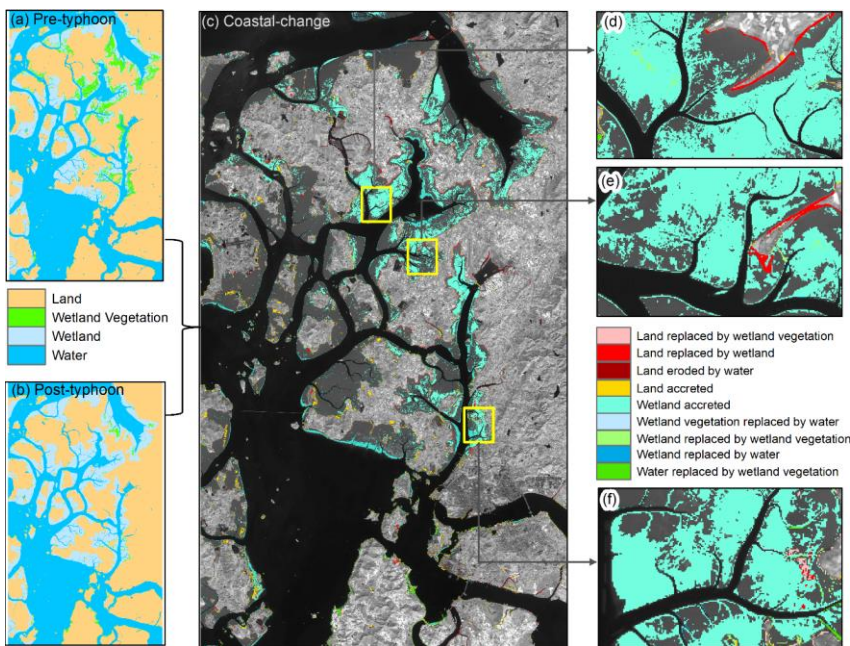 (a) Pre-typhoon
Land
Wetland Vegetation
Wetland
Water
(b) Post-typhoon
(c) Coastal-change
(d)
(e)
Land replaced by wetland vegetation
Land replaced by wetland
Land eroded by water
Land accreted
Wetland accreted
Wetland vegetation replaced by water
Wetland replaced by wetland vegetation
Wetland replaced by water
Water replaced by wetland vegetation
(f)